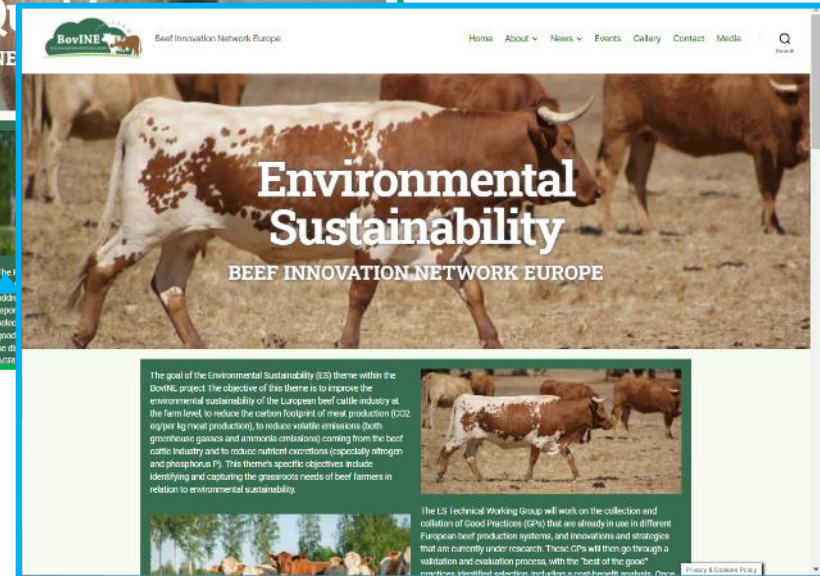 BovINE
Beef Innovation Network Europe
Home About News Events Gallery Contact Media
Search
Environmental
Sustainability
BEEF INNOVATION NETWORK EUROPE
The goal of the Environmental Sustainability (ES) theme within the
BovINE project The objective of this theme is to improve the
environmental sustainability of the European beef cattle industry at
the farm level, to reduce the carbon footprint of meat production (CO2
eq/per kg meat production), to reduce volatile emissions (both
greenhouse gasses and ammonia emissions) coming from the beef
cattle industry and to reduce nutrient excretions (especially nitrogen
and phosphorus P). This theme's specific objectives include
identifying and capturing the grassroots needs of beef farmers in
relation to environmental sustainability.
The ES Technical Working Group will work on the collection and
collation of Good Practices (GPs) that are already in use in different
European beef production systems, and innovations and strategies
that are currently under research. These GPs will then go through a
validation and evaluation process, with the "best of the good"
practices identified selection, including a cost-benefit analysis. Once
Privacy & Cookies Policy